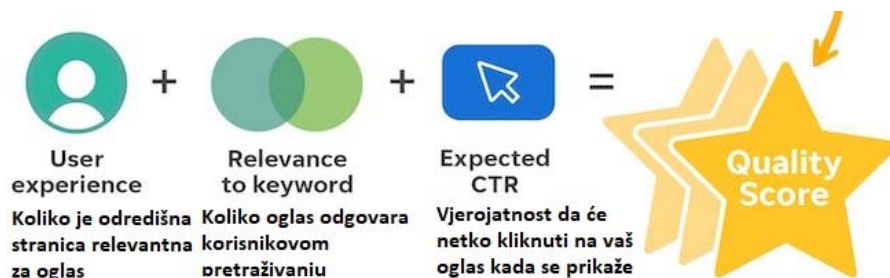 User
experience
Koliko je odredišna
stranica relevantna
za oglas
+
Relevance
to keyword
Koliko oglas odgovara
korisnikovom
pretraživanju
+
Expected
CTR
Vjerojatnost da će
netko kliknuti na vaš
oglas kada se prikaže
=
Quality
Score